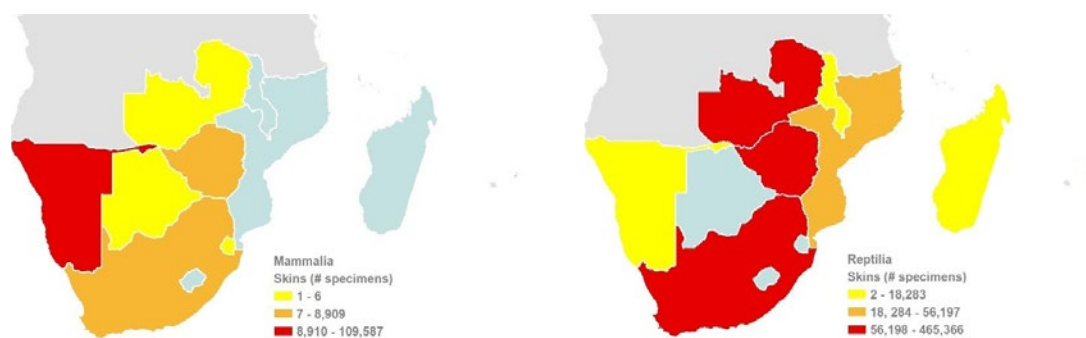 Mammalia
Skins (# specimens)
1 - 6
7 - 8,909
8,910 - 109,587
Reptilia
Skins (# specimens)
2 - 18,283
18, 284 - 56,197
56,198 - 465,366